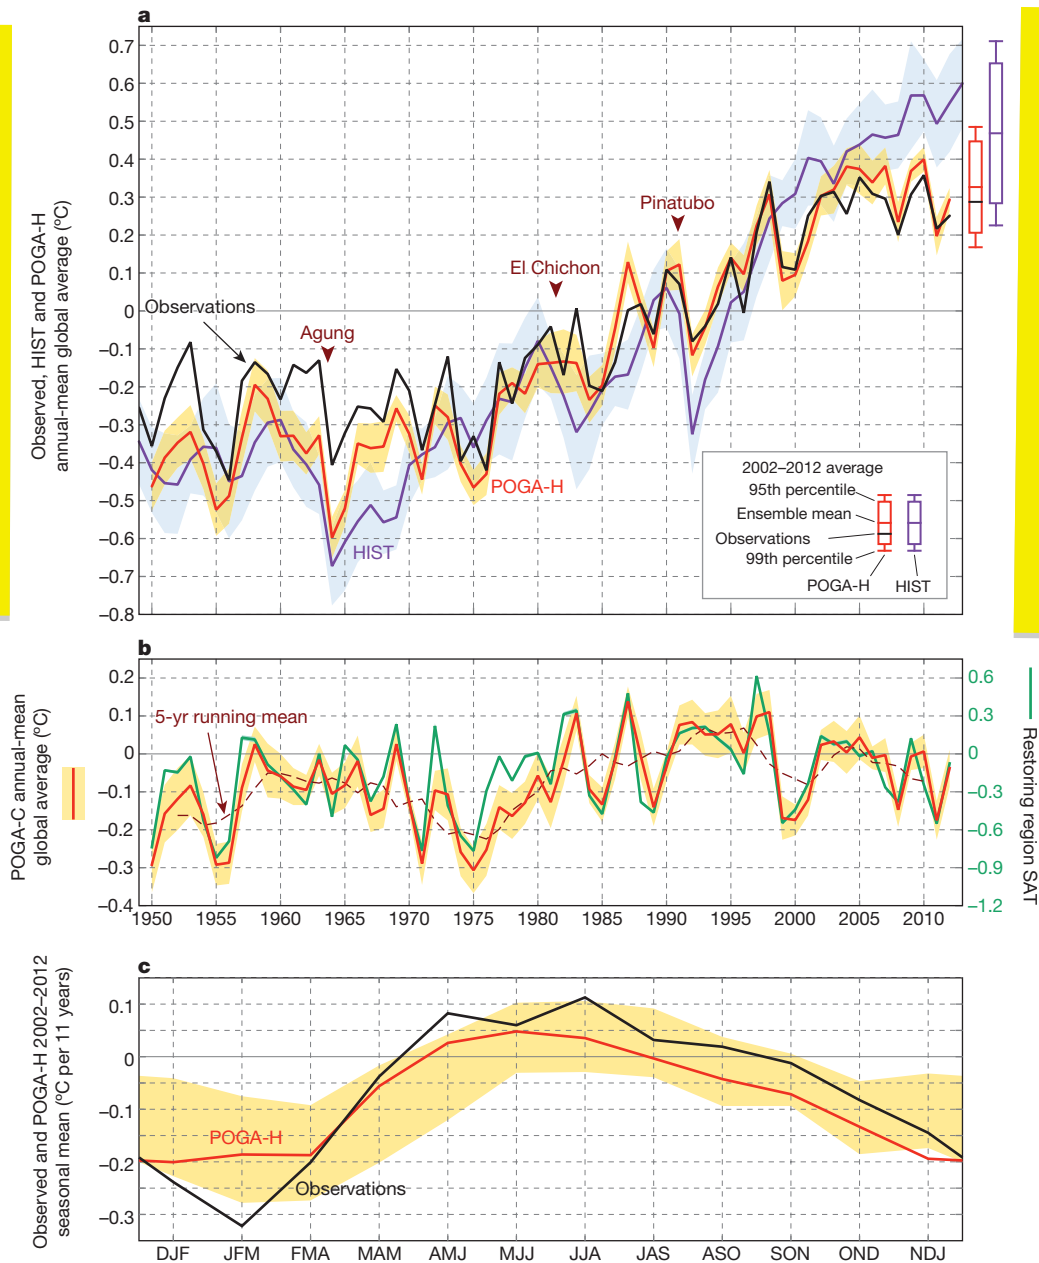 a
Observed, HIST and POGA-H
annual-mean global average (°C)
0.7
0.6
0.5
0.4
0.3
0.2
0.1
0
−0.1
−0.2
−0.3
−0.4
−0.5
−0.6
−0.7
−0.8
Observations
Agung
El Chichon
Pinatubo
POGA-H
HIST
2002–2012 average
95th percentile
Ensemble mean
Observations
99th percentile
POGA-H
HIST
b
POGA-C annual-mean
global average (°C)
0.2
0.1
0
−0.1
−0.2
−0.3
−0.4
5-yr running mean
0.6
0.3
0
−0.3
−0.6
−0.9
−1.2
Restoring region SAT
1950
1955
1960
1965
1970
1975
1980
1985
1990
1995
2000
2005
2010
c
Observed and POGA-H 2002–2012
seasonal mean (°C per 11 years)
0.1
0
−0.1
−0.2
−0.3
POGA-H
Observations
DJF
JFM
FMA
MAM
AMJ
MJJ
JJA
JAS
ASO
SON
OND
NDJ